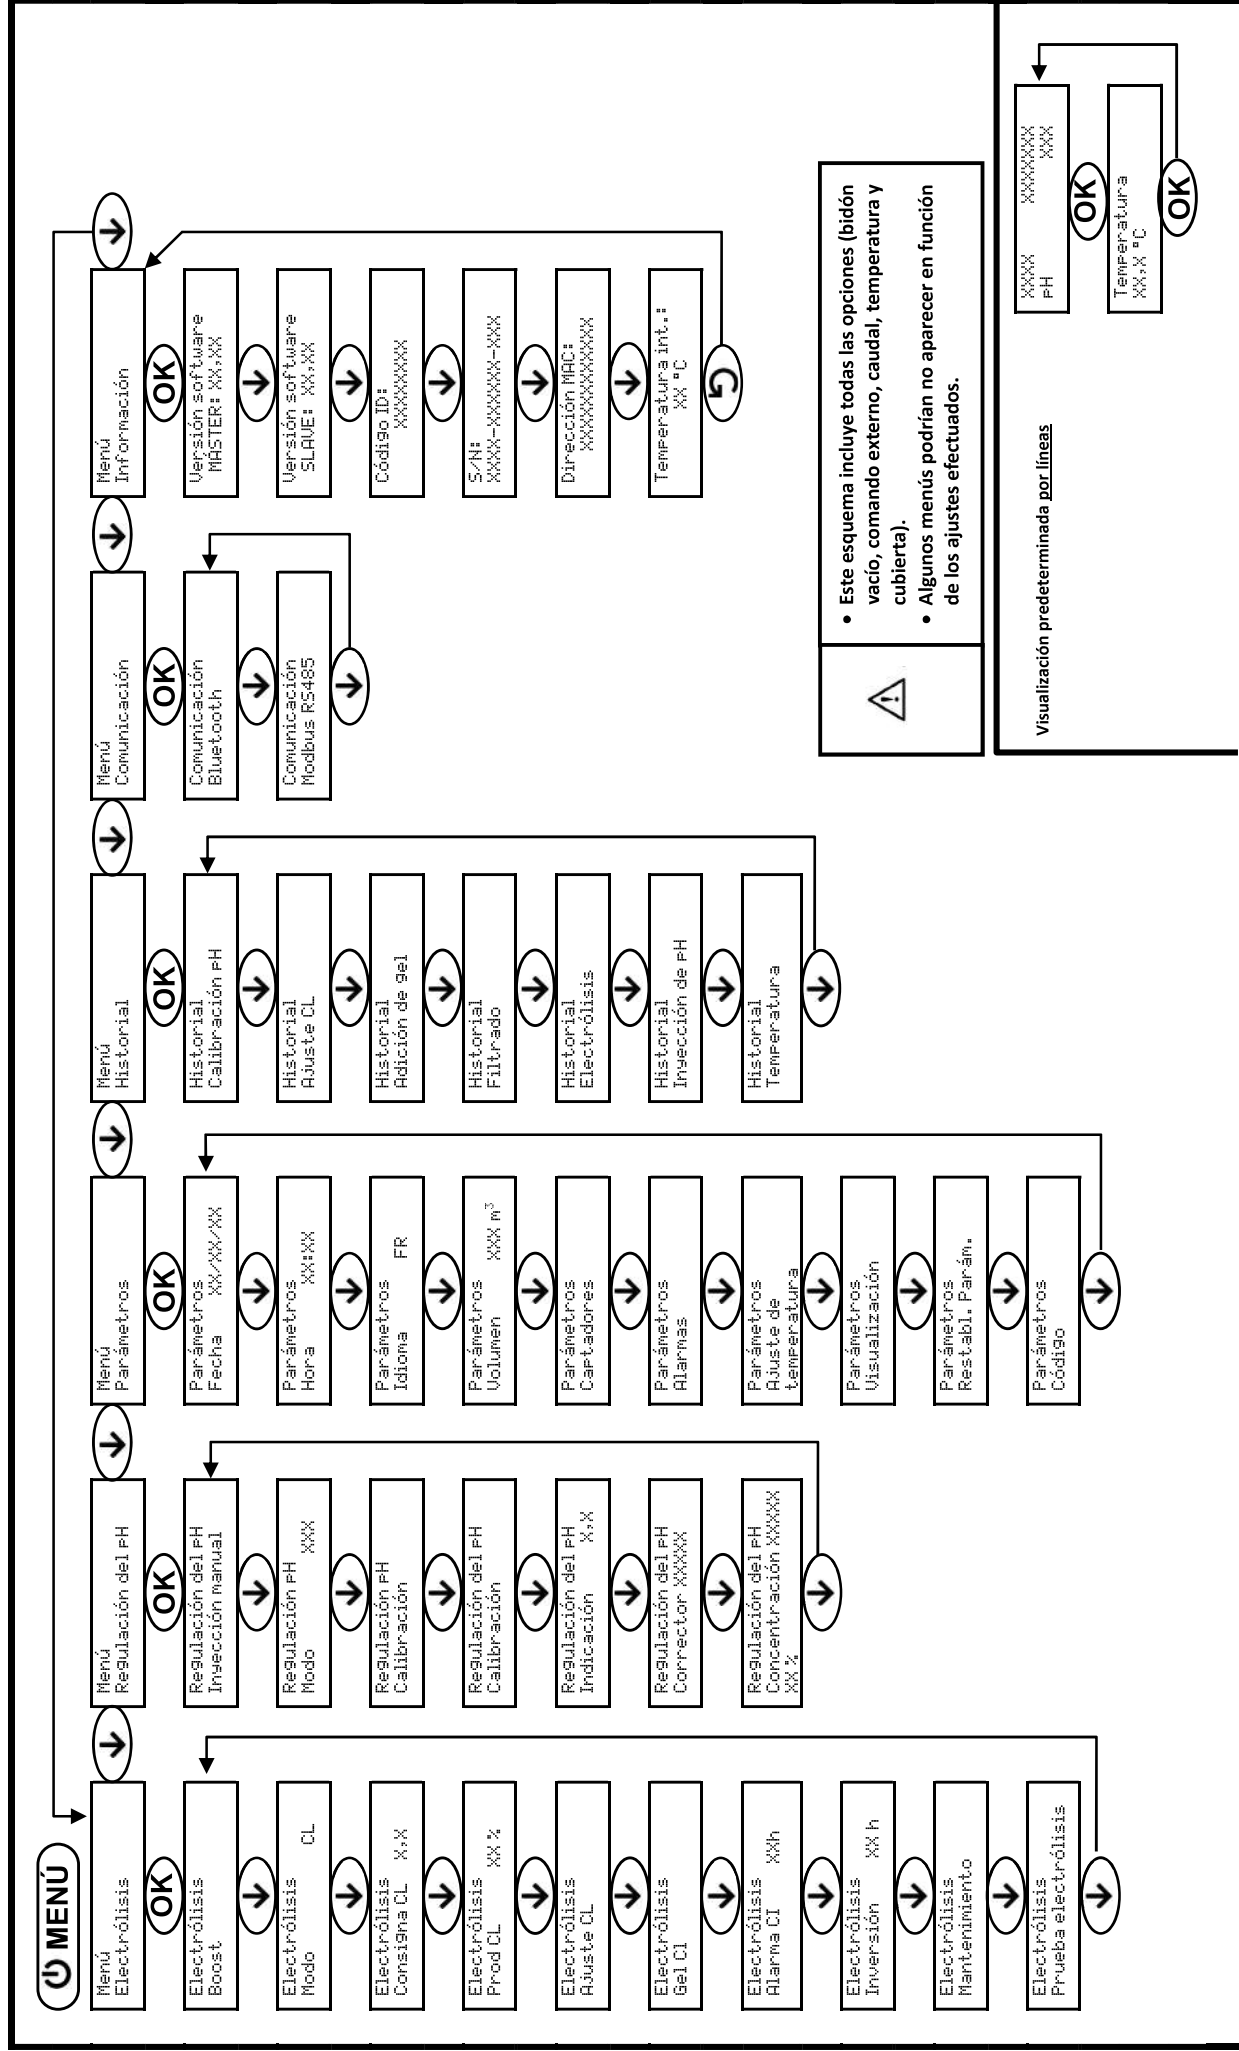 MENÚ
Menú
Electrólisis
OK
Electrólisis
Boost
Electrólisis
Modo CL
Electrólisis
Consigna CL X,X
Electrólisis
Prod CL XX %
Electrólisis
Ajuste CL
Electrólisis
Gel Cl
Electrólisis
Alarma CI XXh
Electrólisis
Inversión XX h
Electrólisis
Mantenimiento
Electrólisis
Prueba electrólisis
Menú
Regulación del pH
OK
Regulación del pH
Inyección manual
Regulación pH
Modo XXX
Regulación pH
Calibración
Regulación del pH
Calibración
Regulación del pH
Indicación X,X
Regulación del pH
Corrector XXXXX
Regulación del pH
Concentración XXXXX
XX %
Menú
Parámetros
OK
Parámetros
Fecha XX/XX/XX
Parámetros
Hora XX:XX
Parámetros
Idioma FR
Parámetros
Volumen XXX m³
Parámetros
Captadores
Parámetros
Alarmas
Parámetros
Ajuste de
temperatura
Parámetros
Visualización
Parámetros
Restabl. Parám.
Parámetros
Código
Menú
Historial
OK
Historial
Calibración pH
Historial
Ajuste CL
Historial
Adición de gel
Historial
Filtrado
Historial
Electrólisis
Historial
Inyección de pH
Historial
Temperatura
Menú
Comunicación
OK
Comunicación
Bluetooth
Comunicación
Modbus RS485
Menú
Información
OK
Versión software
MÁSTER: XX,XX
Versión software
SLAVE: XX,XX
Código ID:
XXXXXXXX
S/N:
XXXX-XXXXXX-XXX
Dirección MAC:
XXXXXXXXXXXX
Temperatura int.:
XX °C
• Este esquema incluye todas las opciones (bidón
vacío, comando externo, caudal, temperatura y
cubierta).
• Algunos menús podrían no aparecer en función
de los ajustes efectuados.
Visualización predeterminada por líneas
XXXX XXXXXXX
pH XXX
OK
Temperatura
XX,X °C
OK